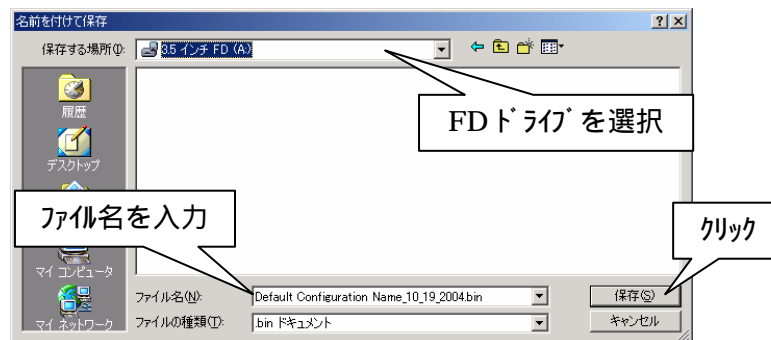 名前を付けて保存
保存する場所(I):
3.5 インチ FD (A:)
FDﾄﾞﾗｲﾌﾞを選択
履歴
デスクトップ
ﾌｧｲﾙ名を入力
ｸﾘｯｸ
マイ コンピュータ
マイ ネットワーク
ファイル名(N):
Default Configuration Name_10_19_2004.bin
保存(S)
ファイルの種類(T):
.bin ドキュメント
キャンセル